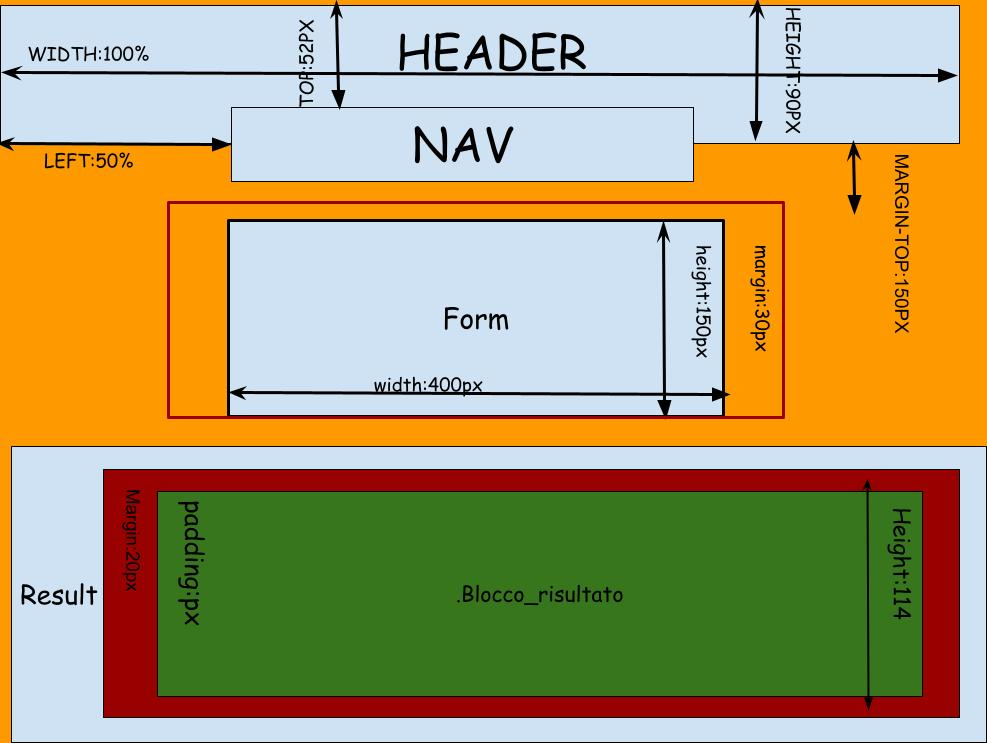 HEADER
WIDTH:100%
TOP:52PX
HEIGHT:90PX
NAV
LEFT:50%
MARGIN-TOP:150PX
height:150px
margin:30px
Form
width:400px
Margin:20px
padding:px
Height:114
Result
.Blocco_risultato